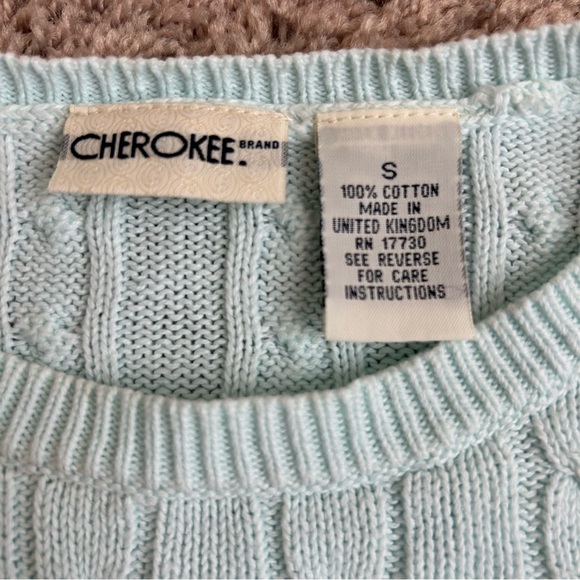 CHEROKEE. BRAND
S
100% COTTON
MADE IN
UNITED KINGDOM
RN 17730
SEE REVERSE
FOR CARE
INSTRUCTIONS